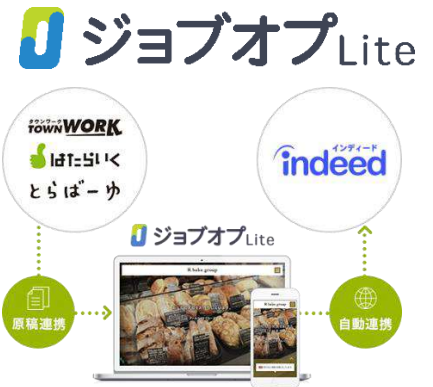 ジョブオプLite
タウンワーク
TOWNWORK
はたらいく
とらばーゆ
インディード
indeed
ジョブオプLite
原稿連携
自動連携